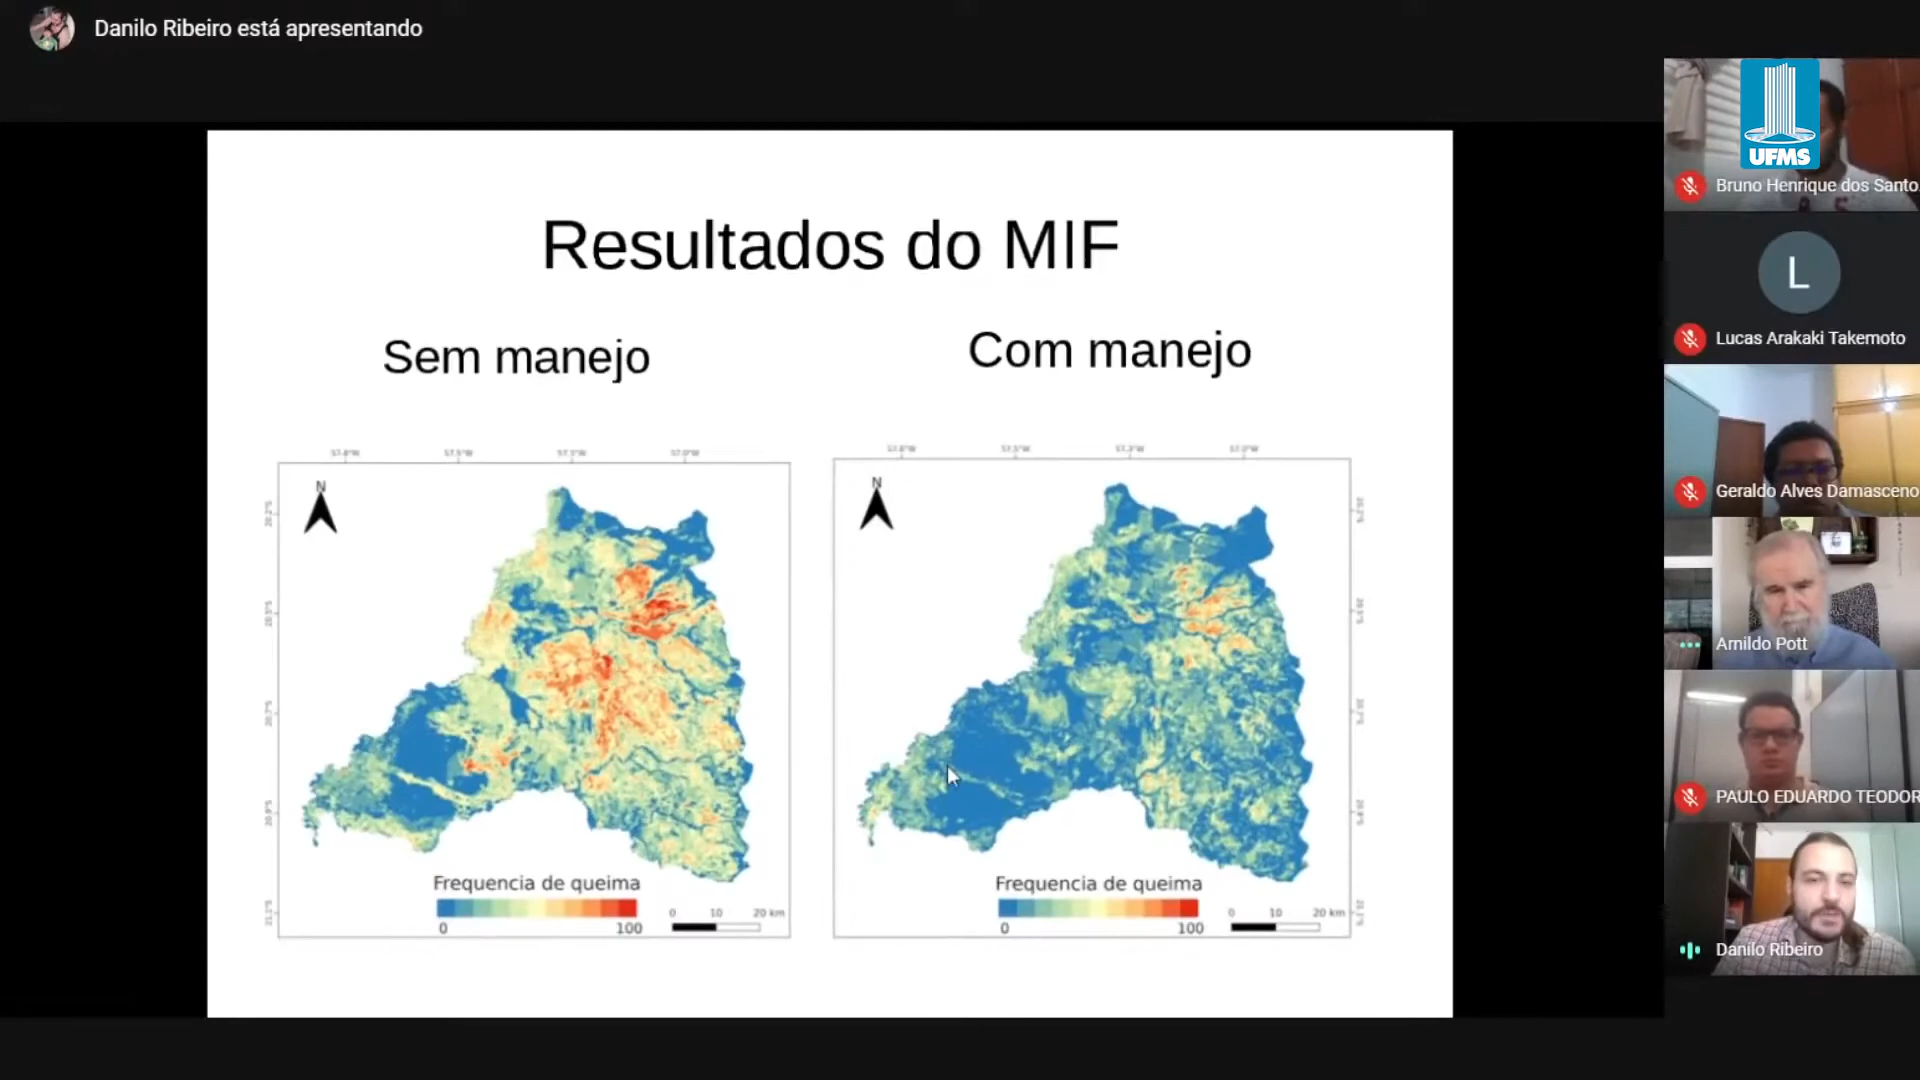 Danilo Ribeiro está apresentando
UFMS
Bruno Henrique dos Santo
L
Lucas Arakaki Takemoto
Geraldo Alves Damasceno
Arnildo Pott
PAULO EDUARDO TEODOR
Danilo Ribeiro
Resultados do MIF
Sem manejo
Com manejo
N
Frequencia de queima
0
100
0 10 20 km
N
Frequencia de queima
0
100
0 10 20 km